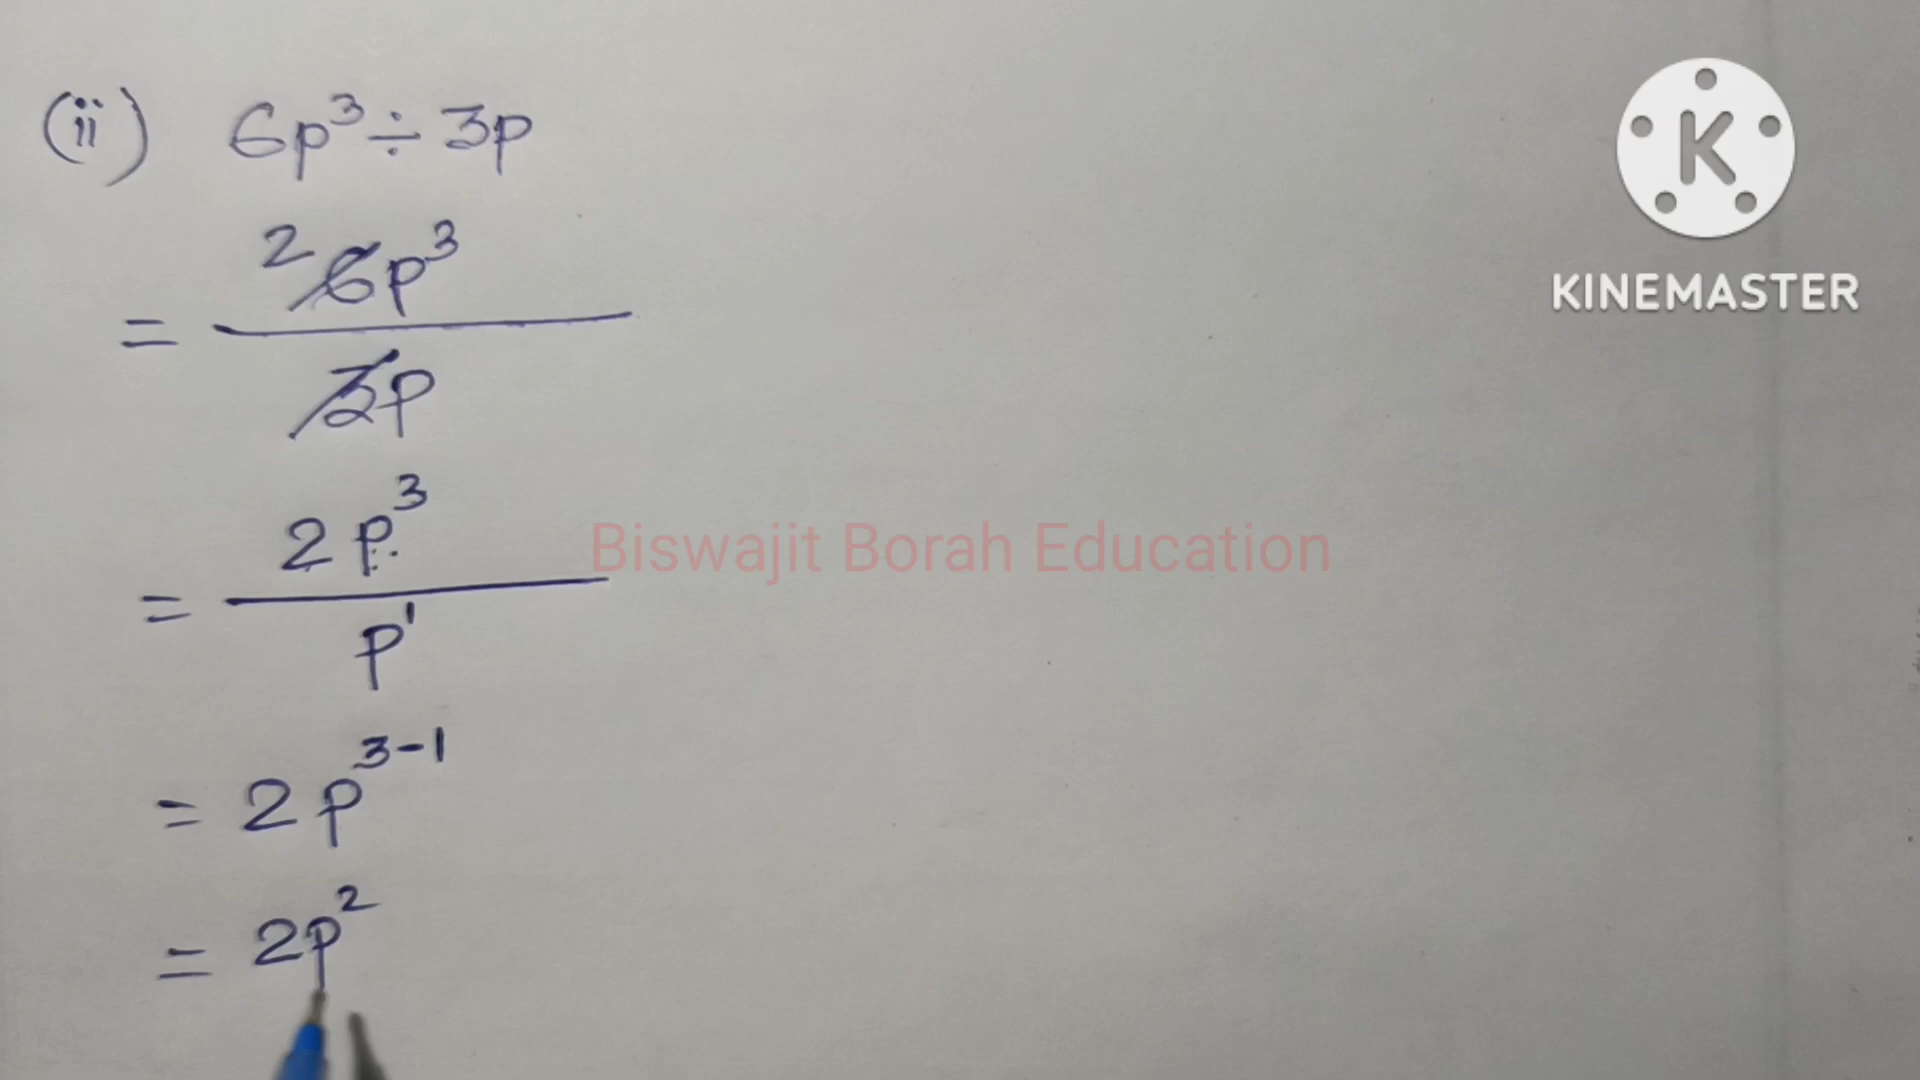 (ii) 6p³ ÷ 3p
= ²6p³ / 3p
= 2p³ / p¹
= 2p³⁻¹
= 2p²
K
KINEMASTER
Biswajit Borah Education